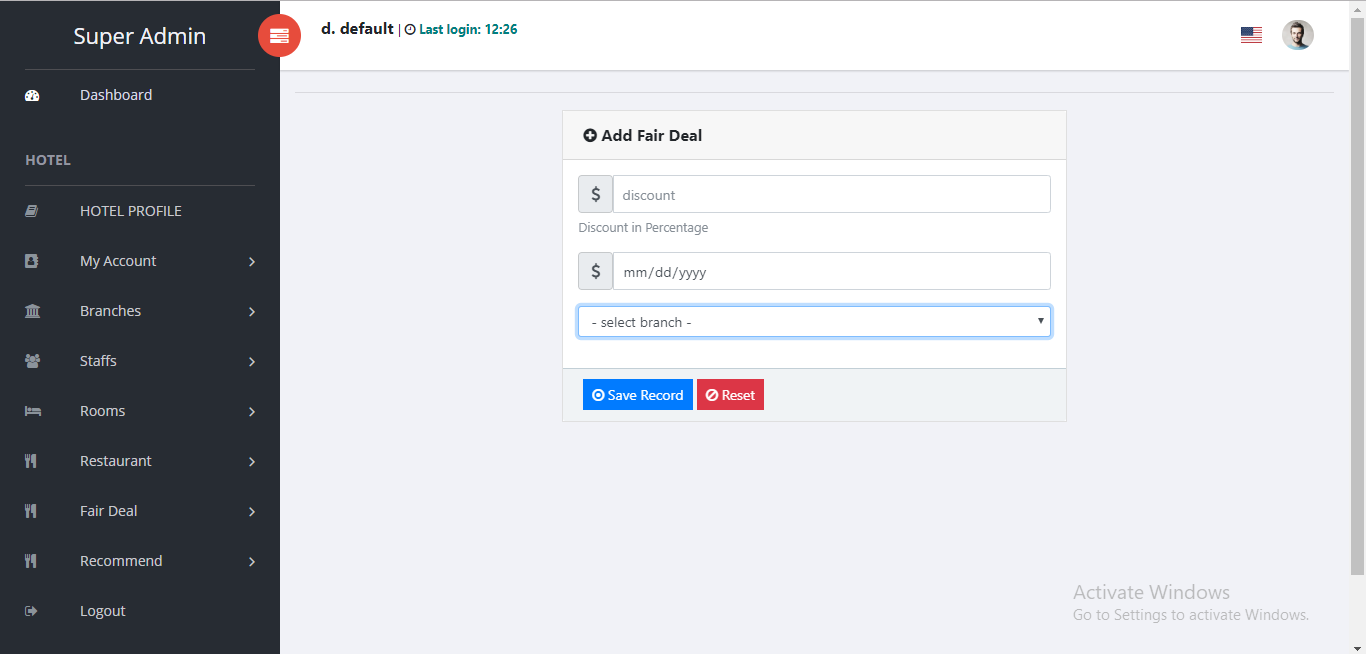 Super Admin
d. default | Last login: 12:26
Dashboard
HOTEL
HOTEL PROFILE
My Account
Branches
Staffs
Rooms
Restaurant
Fair Deal
Recommend
Logout
Add Fair Deal
$ discount
Discount in Percentage
$ mm/dd/yyyy
- select branch -
Save Record Reset
Activate Windows
Go to Settings to activate Windows.